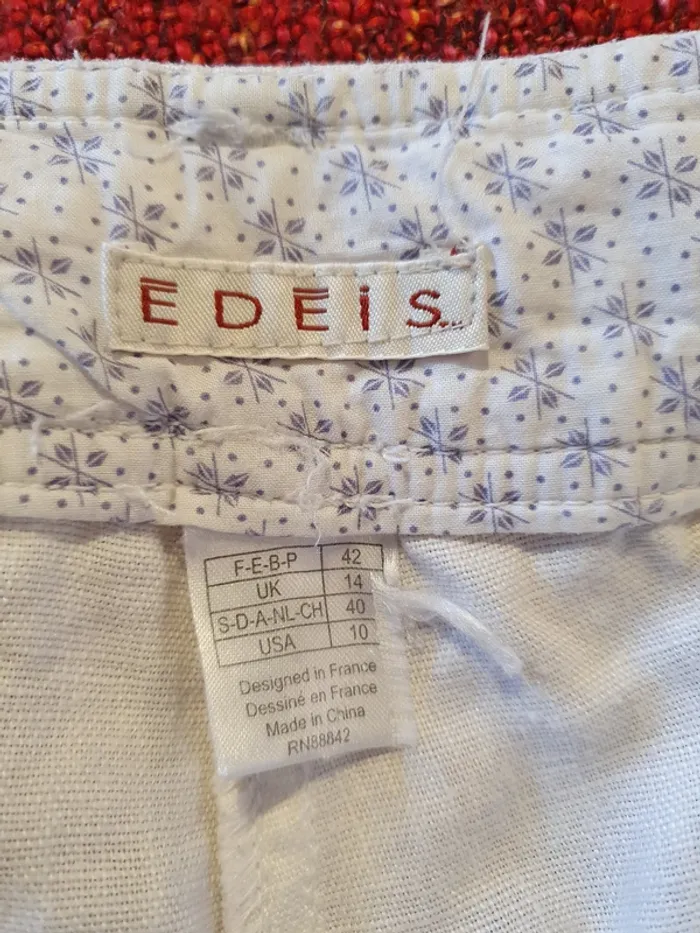 EDEiS...
F-E-B-P 42
UK 14
S-D-A-NL-CH 40
USA 10
Designed in France
Dessiné en France
Made in China
RN88842